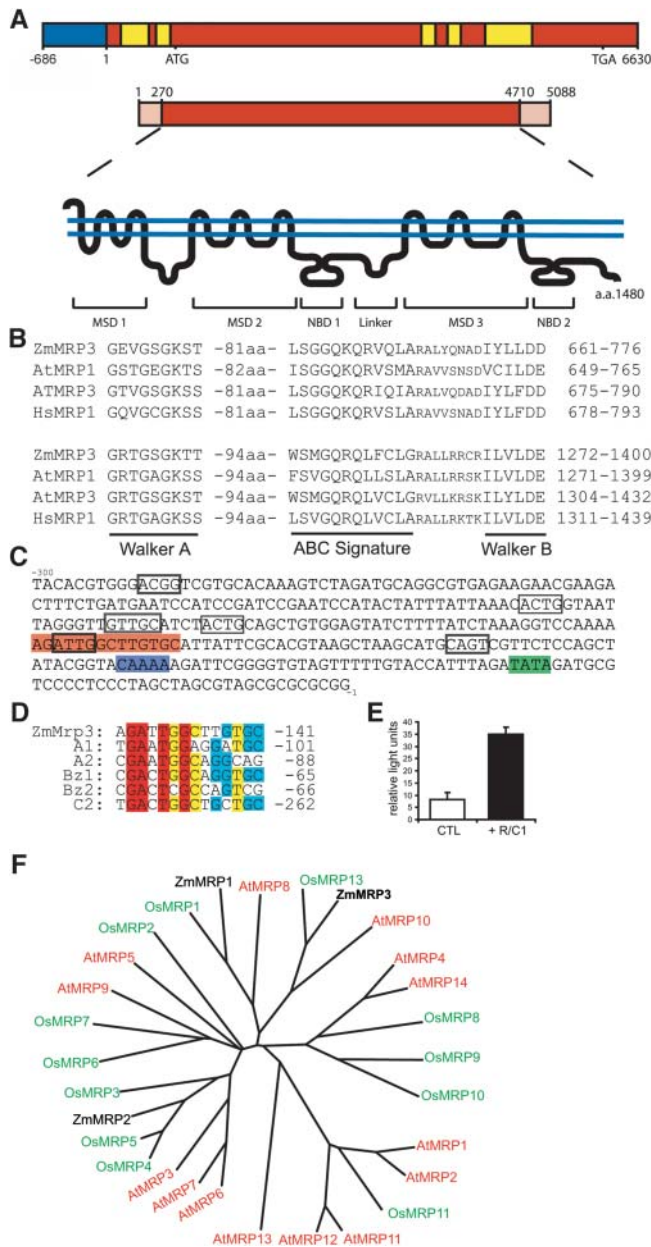 A
-686 1 ATG TGA 6630
1 270 4710 5088
a.a.1480
MSD 1 MSD 2 NBD 1 Linker MSD 3 NBD 2
B
ZmMRP3 GEVGSGKST -81aa- LSGGQKQRVQLARALYQNADIYLLDD 661-776
AtMRP1 GSTGEGKTS -82aa- ISGGQKQRVSMARAVVSNSDVCILDE 649-765
ATMRP3 GTVGSGKSS -81aa- LSGGQKQRIQIARALYQDADIYLFDD 675-790
HsMRP1 GQVGCGKSS -81aa- LSGGQKQRVSLARAVYSNADIYLFDD 678-793
ZmMRP3 GRTGSGKTT -94aa- WSMGQRQLFCLGRALLRRCRILVLDE 1272-1400
AtMRP1 GRTGAGKSS -94aa- FSVGQRQLLSLARALLRRSKILVLDE 1271-1399
AtMRP3 GRTGSGKST -94aa- WSMGQRQLVCLGRVLLKRSKILYLDE 1304-1432
HsMRP1 GRTGAGKSS -94aa- LSVGQRQLVCLARALLRKTKILVLDE 1311-1439
Walker A ABC Signature Walker B
C
-300
TACACGTGGGACGGTCGTGCACAAAGTCTAGATGCAGGCGTGAGAAGAACGAAGA
CTTTCTGATGAATCCATCCGATCCGAATCCATACTATTTATTAAACACTGGTAAT
TAGGGTTGTTGCATCTACTGCAGCTGTGGAGTATCTTTTATCTAAAGGTCCAAAA
AGATTGGCTTGTGCATTATTCGCACGTAAGCTAAGCATGCAGTCGTTCTCCAGCT
ATACGGTACAAAAAGATTCGGGGTGTAGTTTTTGTACCATTTAGATATAGATGCG
TCCCCTCCCTAGCTAGCGTAGCGCGCGCGG
-1
D
ZmMrp3: AGATTGGCTTGTGC -141
A1: TGAATGGAGGATGC -101
A2: CGAATGGCAGGCAG -88
Bz1: CGACTGGCAGGTGC -65
Bz2: CGACTCGCCAGTCG -66
C2: TGACTGGCTGCTGC -262
E
relative light units
40
35
30
25
20
15
10
5
0
CTL + R/C1
F
OsMRP13
ZmMRP1 AtMRP8 ZmMRP3
OsMRP1 AtMRP10
OsMRP2
AtMRP5 AtMRP4
AtMRP9 AtMRP14
OsMRP7 OsMRP8
OsMRP6 OsMRP9
OsMRP3 OsMRP10
ZmMRP2
OsMRP5 AtMRP1
OsMRP4 AtMRP2
AtMRP3
AtMRP7 OsMRP11
AtMRP6
AtMRP13 AtMRP12 AtMRP11